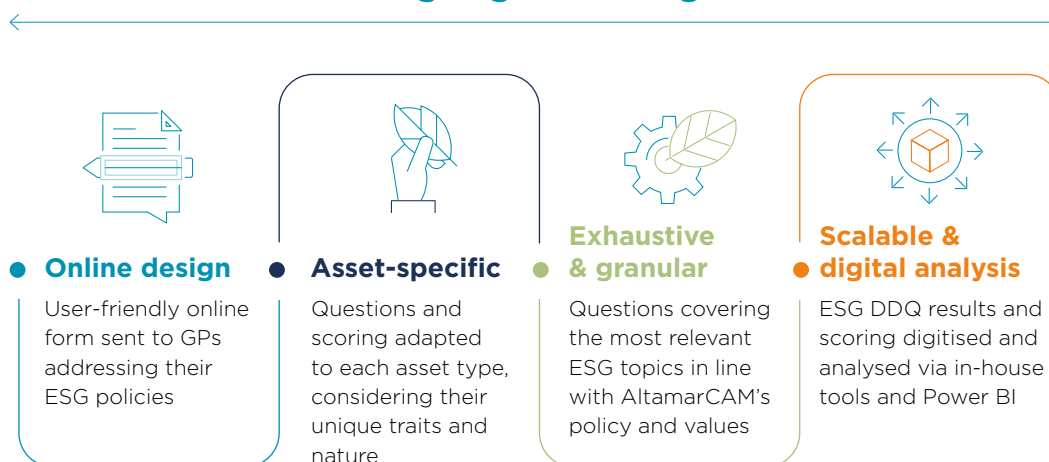 Online design
User-friendly online
form sent to GPs
addressing their
ESG policies
Asset-specific
Questions and
scoring adapted
to each asset type,
considering their
unique traits and
nature
Exhaustive
& granular
Questions covering
the most relevant
ESG topics in line
with AltamarCAM’s
policy and values
Scalable &
digital analysis
ESG DDQ results and
scoring digitised and
analysed via in-house
tools and Power BI